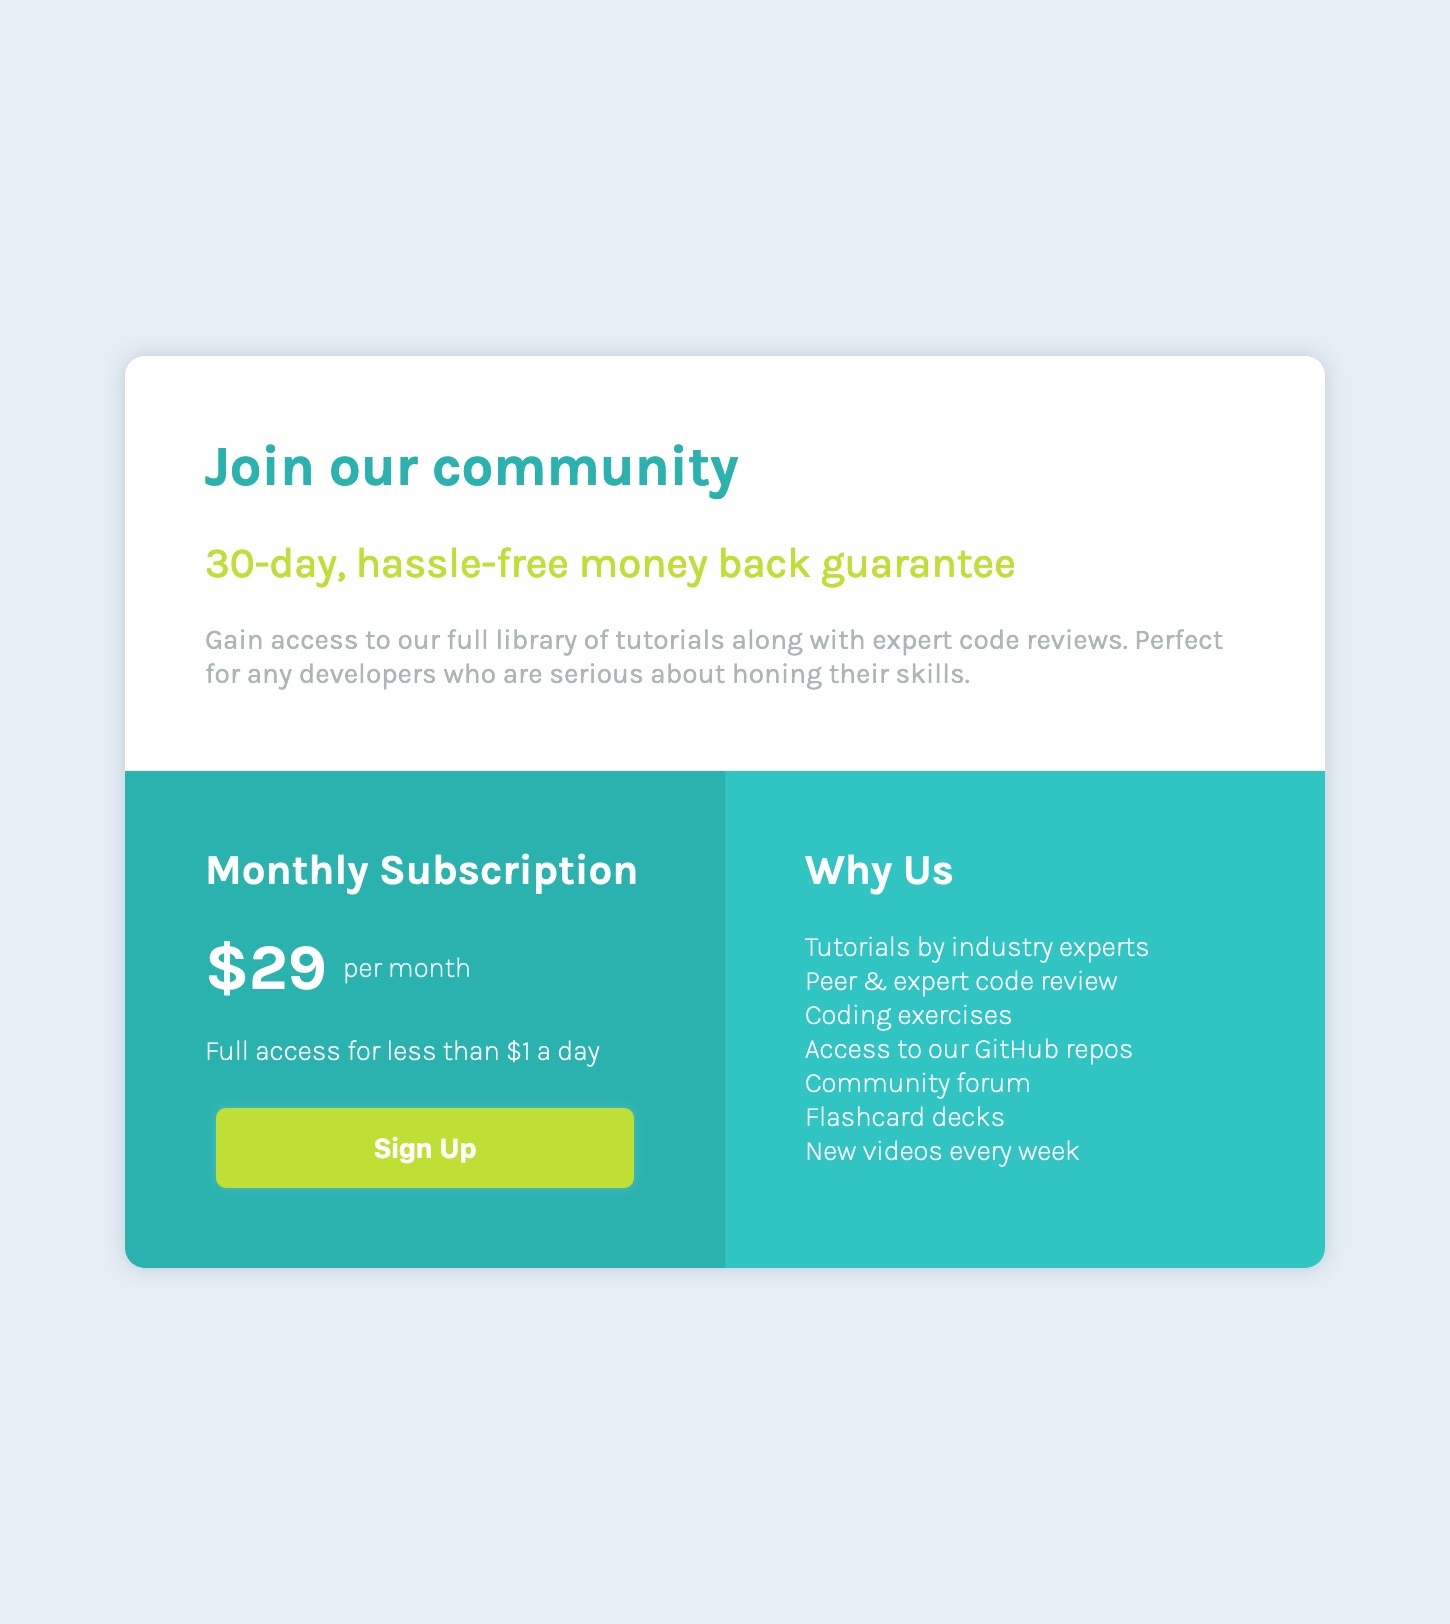 Join our community
30-day, hassle-free money back guarantee
Gain access to our full library of tutorials along with expert code reviews. Perfect
for any developers who are serious about honing their skills.
Monthly Subscription
$29 per month
Full access for less than $1 a day
Sign Up
Why Us
Tutorials by industry experts
Peer & expert code review
Coding exercises
Access to our GitHub repos
Community forum
Flashcard decks
New videos every week